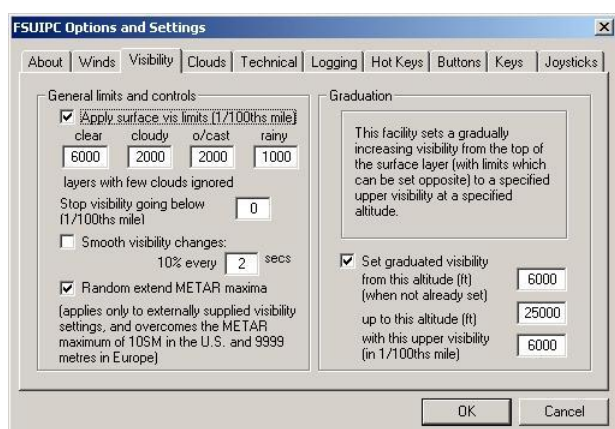 FSUIPC Options and Settings
About Winds Visibility Clouds Technical Logging Hot Keys Buttons Keys Joysticks
General limits and controls
Apply surface vis limits (1/100ths mile)
clear cloudy o/cast rainy
6000 2000 2000 1000
layers with few clouds ignored
Stop visibility going below
(1/100ths mile) 0
Smooth visibility changes:
10% every 2 secs
Random extend METAR maxima
(applies only to externally supplied visibility
settings, and overcomes the METAR
maximum of 10SM in the U.S. and 9999
metres in Europe)
Graduation
This facility sets a gradually
increasing visibility from the top of
the surface layer (with limits which
can be set opposite) to a specified
upper visibility at a specified
altitude.
Set graduated visibility
from this altitude (ft) 6000
(when not already set)
up to this altitude (ft) 25000
with this upper visibility 6000
(in 1/100ths mile)
OK Cancel